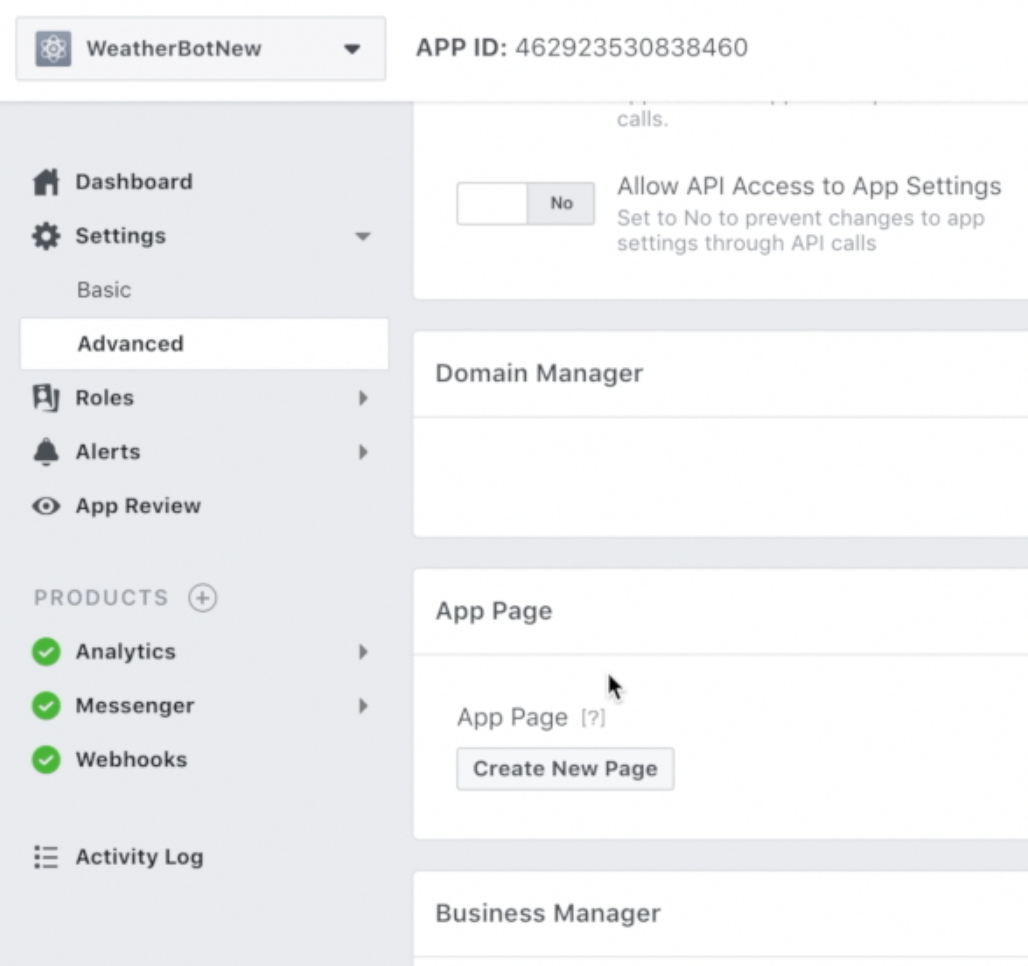 WeatherBotNew
APP ID: 462923530838460
Dashboard
Settings
Basic
Advanced
Roles
Alerts
App Review
PRODUCTS
Analytics
Messenger
Webhooks
Activity Log
calls.
No
Allow API Access to App Settings
Set to No to prevent changes to app
settings through API calls
Domain Manager
App Page
App Page [?]
Create New Page
Business Manager